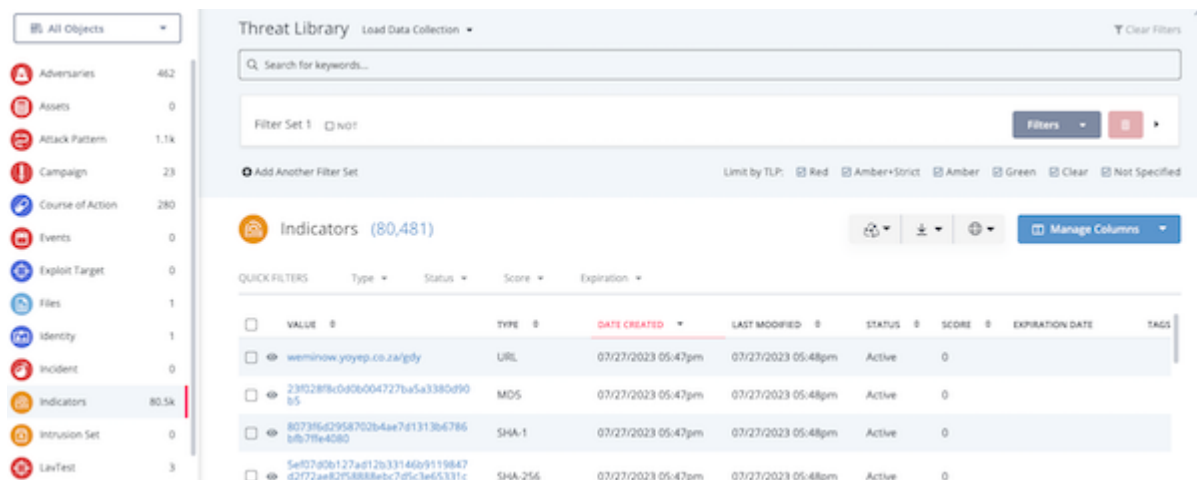 All Objects
Adversaries 462
Assets 0
Attack Pattern 1.1k
Campaign 23
Course of Action 280
Events 0
Exploit Target 0
Files 1
Identity 1
Incident 0
Indicators 80.5k
Intrusion Set 0
LavTest 3
Threat Library Load Data Collection
Clear Filters
Search for keywords...
Filter Set 1 NOT
Filters
Add Another Filter Set
Limit by TLP: Red Amber+Strict Amber Green Clear Not Specified
Indicators (80,481)
Manage Columns
QUICK FILTERS Type Status Score Expiration
VALUE TYPE DATE CREATED LAST MODIFIED STATUS SCORE EXPIRATION DATE TAGS
weminow.yoyep.co.za/gdy URL 07/27/2023 05:47pm 07/27/2023 05:48pm Active 0
23f028f8c0d0b004727ba5a3380d90
b5
MD5 07/27/2023 05:47pm 07/27/2023 05:48pm Active 0
8073f6d2958702b4ae7d1313b6786
bfb7ffe4080
SHA-1 07/27/2023 05:47pm 07/27/2023 05:48pm Active 0
5ef07d0b127ad12b33146b9119847
d2f72ae82f58888ebc7d5c3e65331c
SHA-256 07/27/2023 05:47pm 07/27/2023 05:48pm Active 0